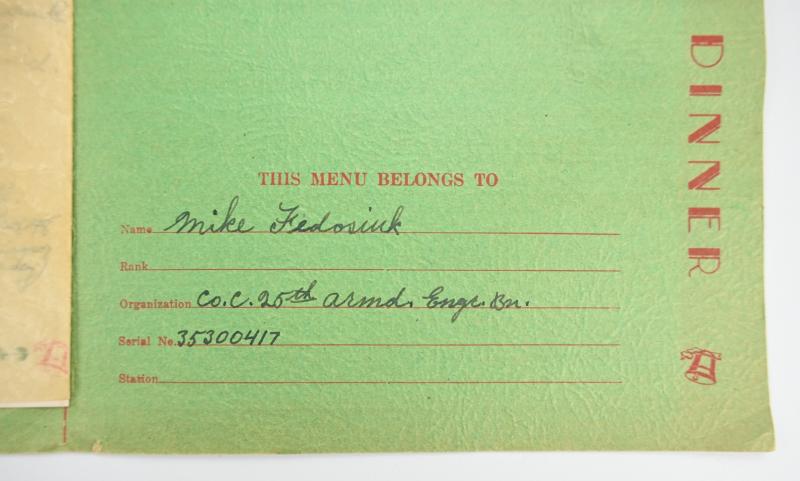 THIS MENU BELONGS TO
Name Mike Fedosiuk
Rank
Organization Co. C. 25th Armd. Engr. Bn.
Serial No. 35300417
Station
DINNER